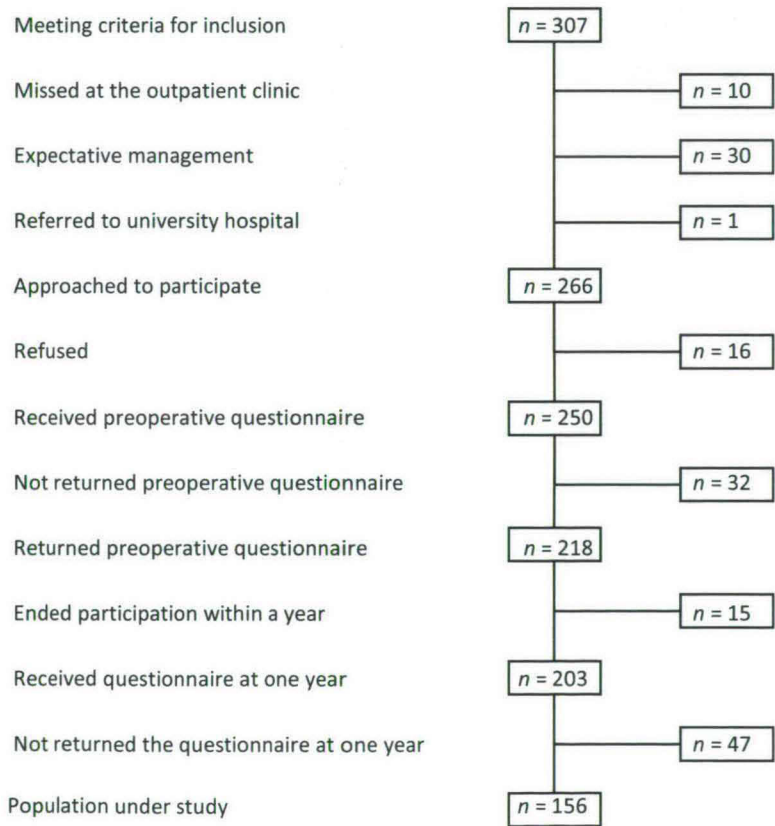 Meeting criteria for inclusion n = 307
Missed at the outpatient clinic n = 10
Expectative management n = 30
Referred to university hospital n = 1
Approached to participate n = 266
Refused n = 16
Received preoperative questionnaire n = 250
Not returned preoperative questionnaire n = 32
Returned preoperative questionnaire n = 218
Ended participation within a year n = 15
Received questionnaire at one year n = 203
Not returned the questionnaire at one year n = 47
Population under study n = 156